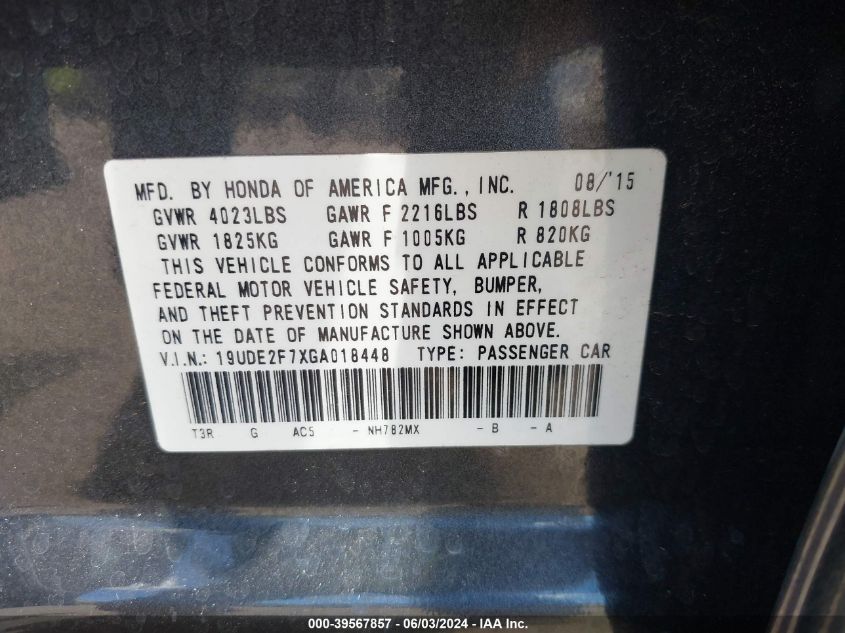 MFD. BY HONDA OF AMERICA MFG., INC. 08/'15
GVWR 4023LBS GAWR F 2216LBS R 1808LBS
GVWR 1825KG GAWR F 1005KG R 820KG
THIS VEHICLE CONFORMS TO ALL APPLICABLE
FEDERAL MOTOR VEHICLE SAFETY, BUMPER,
AND THEFT PREVENTION STANDARDS IN EFFECT
ON THE DATE OF MANUFACTURE SHOWN ABOVE.
V.I.N.: 19UDE2F7XGA018448 TYPE: PASSENGER CAR
T3R G AC5 - NH782MX - B - A
000-39567857 - 06/03/2024 - IAA Inc.